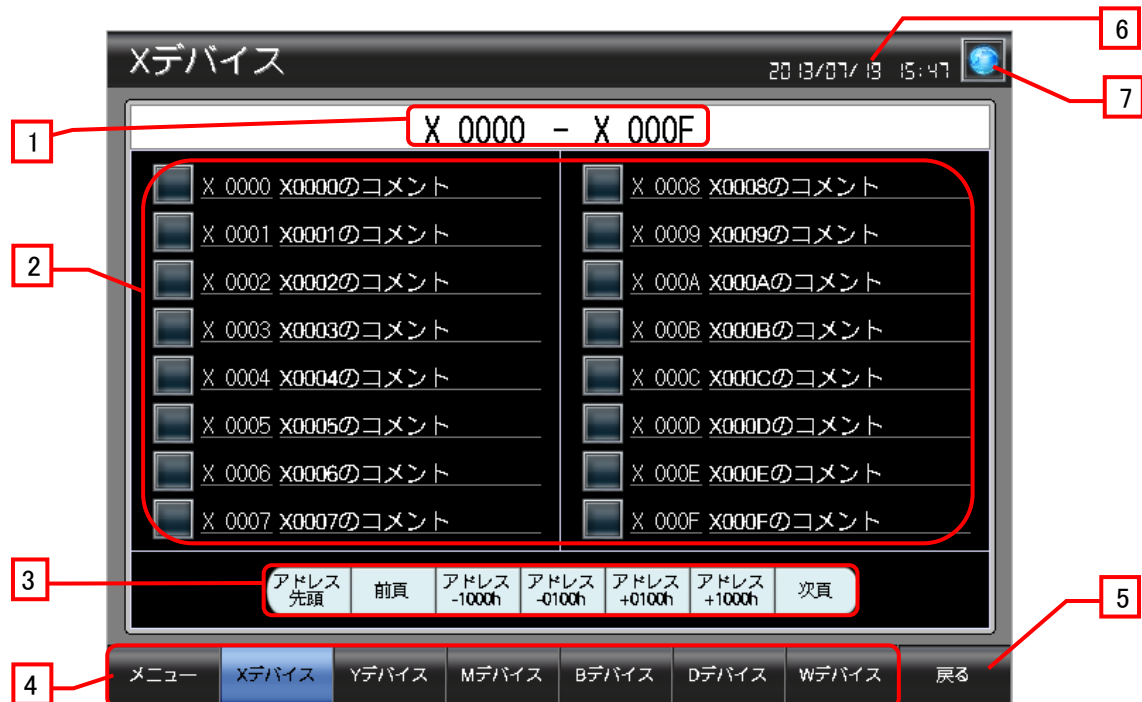 6
Xデバイス
2013/07/19 15:47
7
1
X 0000 - X 000F
X 0000 X0000のコメント
X 0001 X0001のコメント
X 0002 X0002のコメント
X 0003 X0003のコメント
X 0004 X0004のコメント
X 0005 X0005のコメント
X 0006 X0006のコメント
X 0007 X0007のコメント
X 0008 X0008のコメント
X 0009 X0009のコメント
X 000A X000Aのコメント
X 000B X000Bのコメント
X 000C X000Cのコメント
X 000D X000Dのコメント
X 000E X000Eのコメント
X 000F X000Fのコメント
2
3
アドレス
先頭
前頁
アドレス
-1000h
アドレス
-0100h
アドレス
+0100h
アドレス
+1000h
次頁
5
4
メニュー
Xデバイス
Yデバイス
Mデバイス
Bデバイス
Dデバイス
Wデバイス
戻る